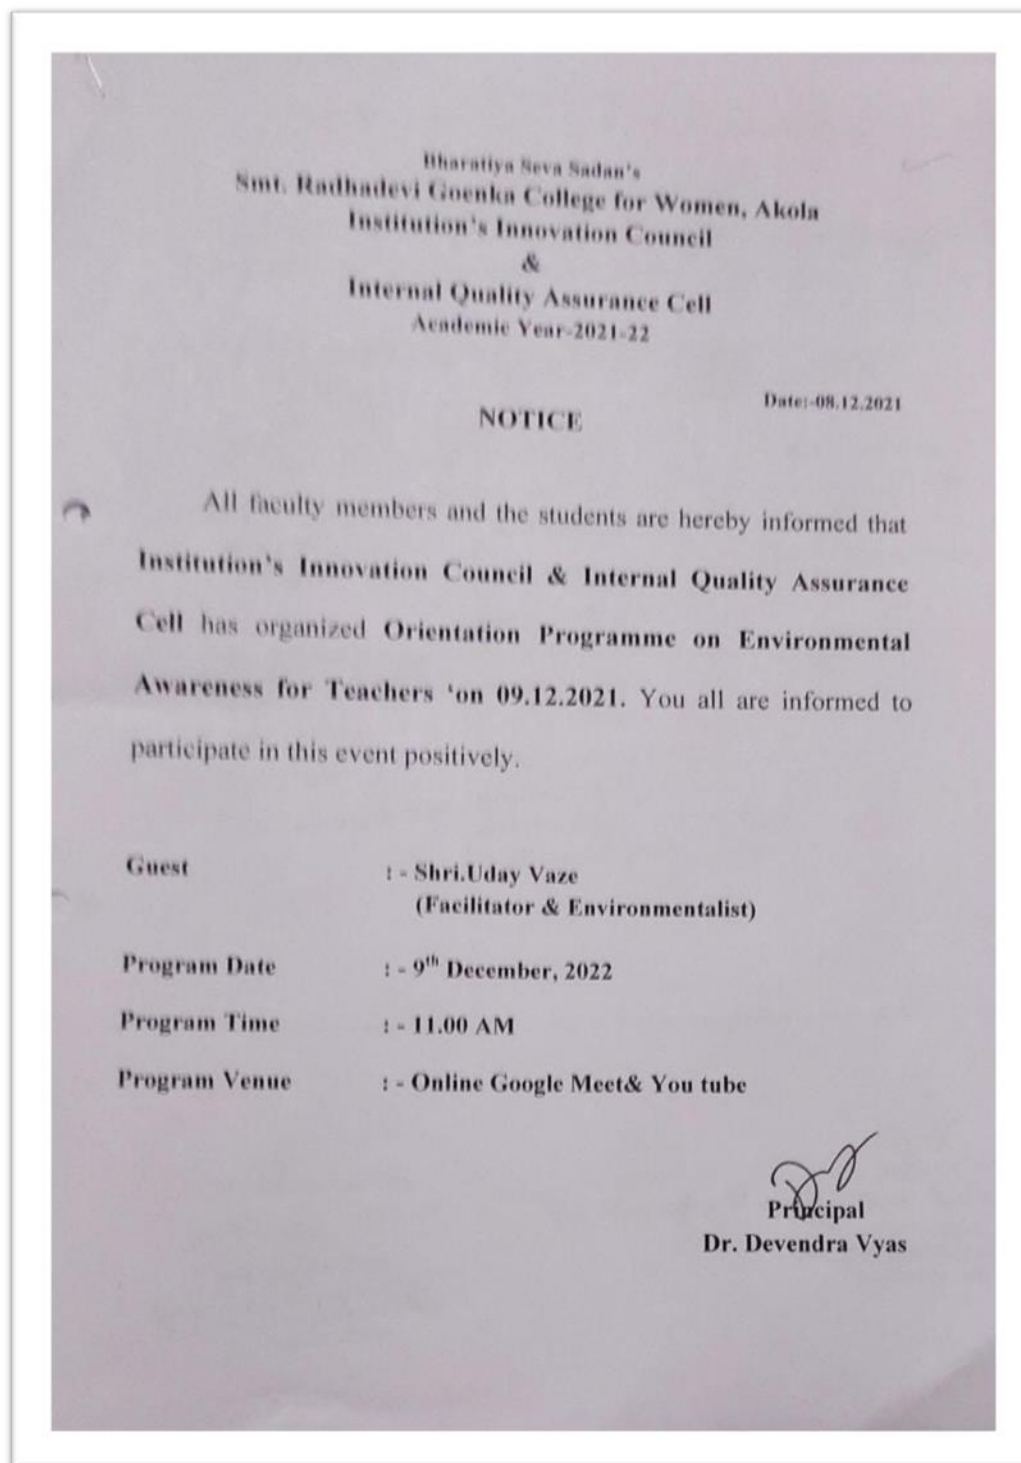 Bharatiya Seva Sadan's
Smt. Radhadevi Goenka College for Women, Akola
Institution's Innovation Council
&
Internal Quality Assurance Cell
Academic Year-2021-22
Date:-08.12.2021
NOTICE
All faculty members and the students are hereby informed that
Institution's Innovation Council & Internal Quality Assurance
Cell has organized Orientation Programme on Environmental
Awareness for Teachers 'on 09.12.2021. You all are informed to
participate in this event positively.
Guest : - Shri.Uday Vaze
(Facilitator & Environmentalist)
Program Date : - 9th December, 2022
Program Time : - 11.00 AM
Program Venue : - Online Google Meet& You tube
Principal
Dr. Devendra Vyas